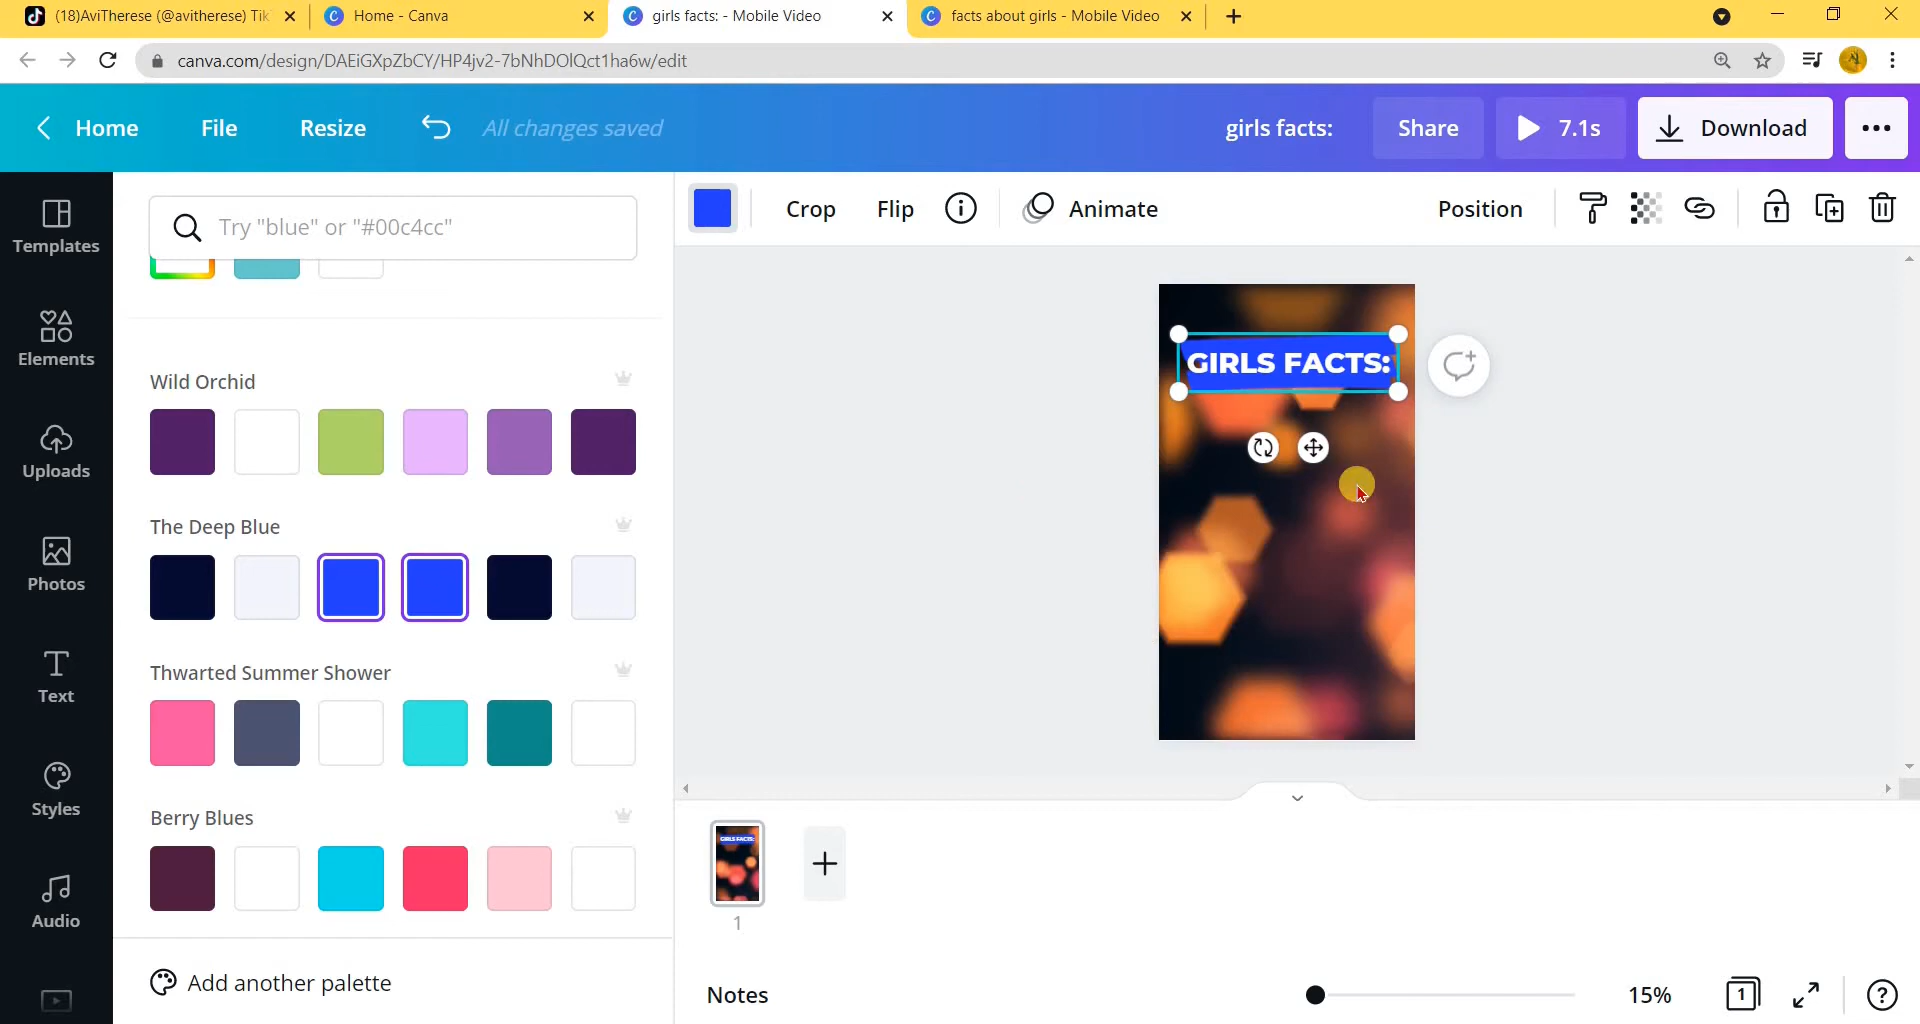 (18)AviTherese (@avitherese) Tik
Home - Canva
girls facts: - Mobile Video
facts about girls - Mobile Video
canva.com/design/DAEiGXpZbCY/HP4jv2-7bNhDOlQct1ha6w/edit
Home
File
Resize
All changes saved
girls facts:
Share
7.1s
Download
Templates
Elements
Uploads
Photos
Text
Styles
Audio
Try "blue" or "#00c4cc"
Wild Orchid
The Deep Blue
Thwarted Summer Shower
Berry Blues
Add another palette
Crop
Flip
Animate
Position
GIRLS FACTS:
GIRLS FACTS:
1
Notes
15%
1